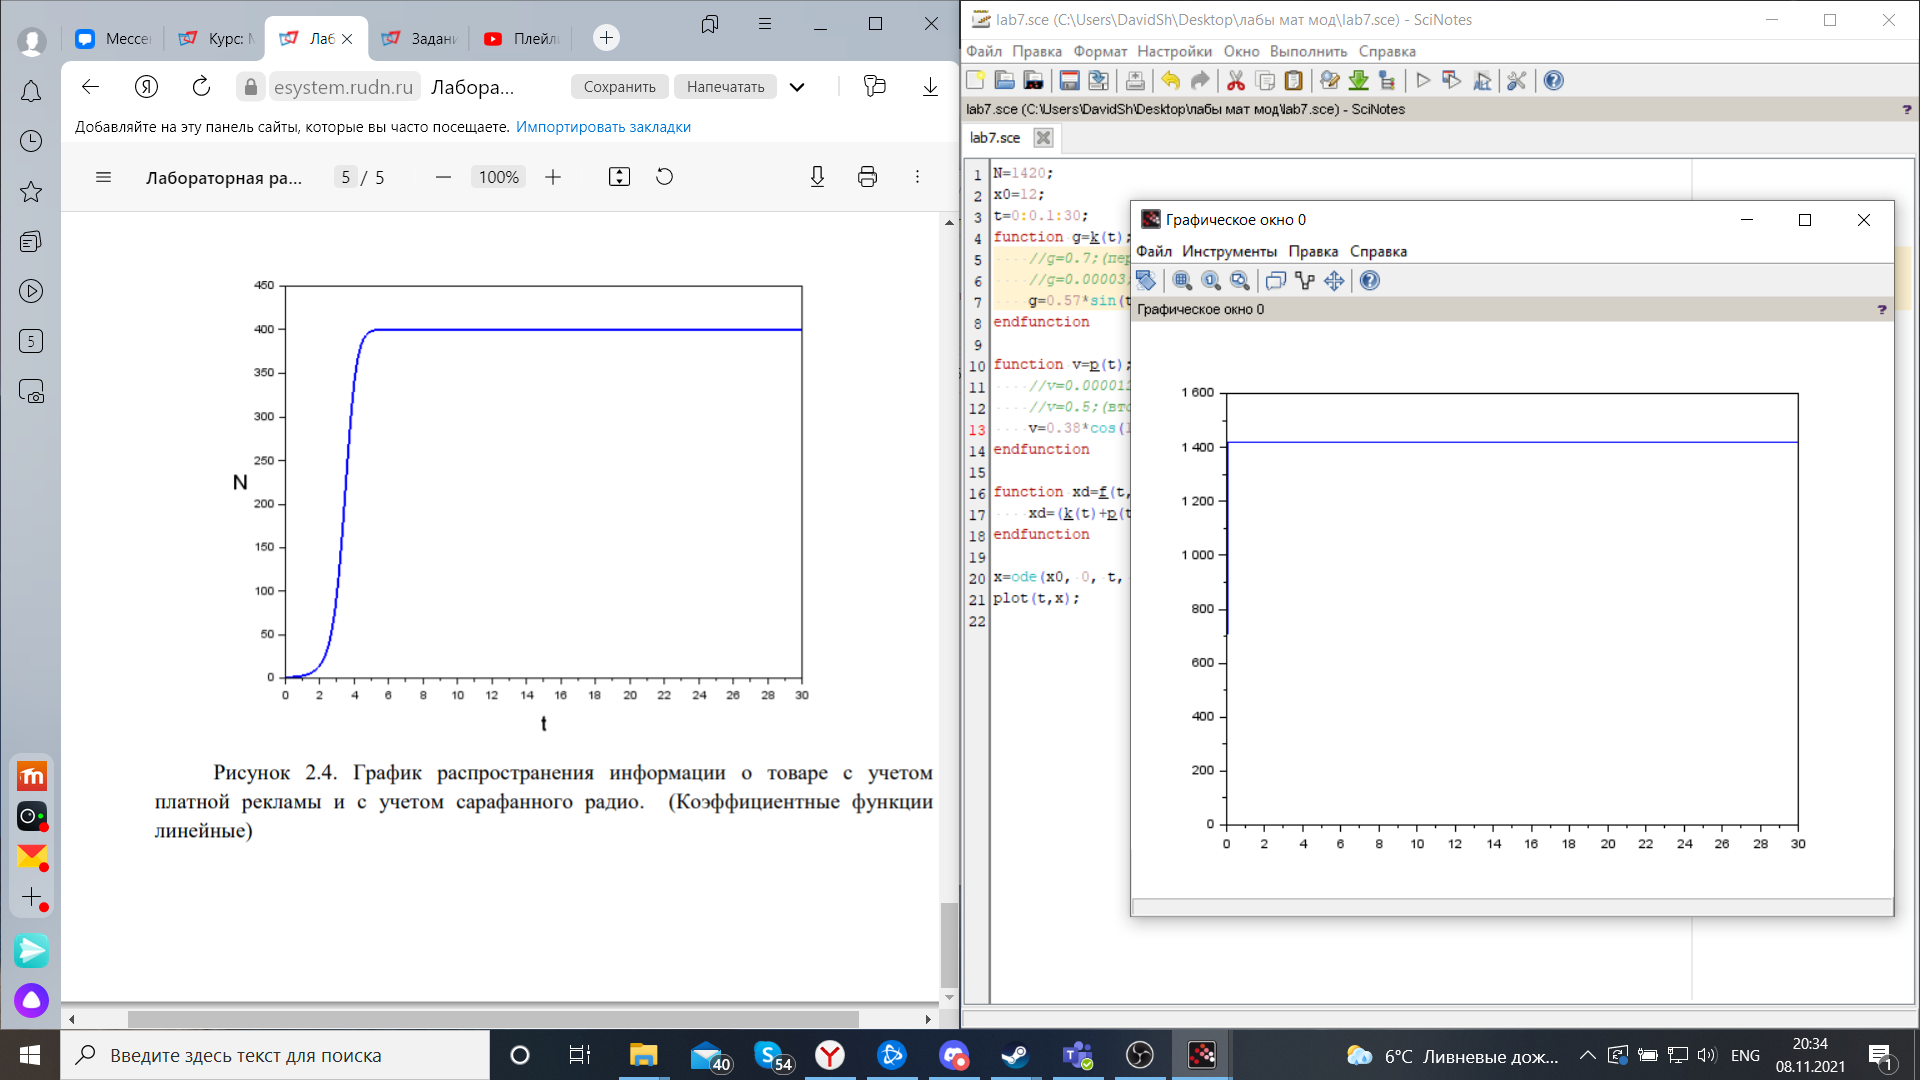 Мессе
Курс: М
Лаб
Задани
Плейл
esystem.rudn.ru
Лабора...
Сохранить
Напечатать
Добавляйте на эту панель сайты, которые вы часто посещаете. Импортировать закладки
Лабораторная ра...
5 / 5
100%
5
450
400
350
300
250
200
150
100
50
0
N
0 2 4 6 8 10 12 14 16 18 20 22 24 26 28 30
t
Рисунок 2.4. График распространения информации о товаре с учетом
платной рекламы и с учетом сарафанного радио. (Коэффициентные функции
линейные)
lab7.sce (C:\Users\DavidSh\Desktop\лабы мат мод\lab7.sce) - SciNotes
Файл Правка Формат Настройки Окно Выполнить Справка
lab7.sce (C:\Users\DavidSh\Desktop\лабы мат мод\lab7.sce) - SciNotes
?
lab7.sce
1 N=1420;
2 x0=12;
3 t=0:0.1:30;
4 function g=k(t);
5 //g=0.7;(пер
6 //g=0.00003;
7 g=0.57*sin(t
8 endfunction
9
10 function v=p(t);
11 //v=0.000012
12 //v=0.5;(вто
13 v=0.38*cos(1
14 endfunction
15
16 function xd=f(t,
17 xd=(k(t)+p(t
18 endfunction
19
20 x=ode(x0, 0, t,
21 plot(t,x);
22
Графическое окно 0
Файл Инструменты Правка Справка
Графическое окно 0
?
1 600
1 400
1 200
1 000
800
600
400
200
0
0 2 4 6 8 10 12 14 16 18 20 22 24 26 28 30
Введите здесь текст для поиска
40
54
6°C Ливневые дож...
ENG
20:34
08.11.2021
1